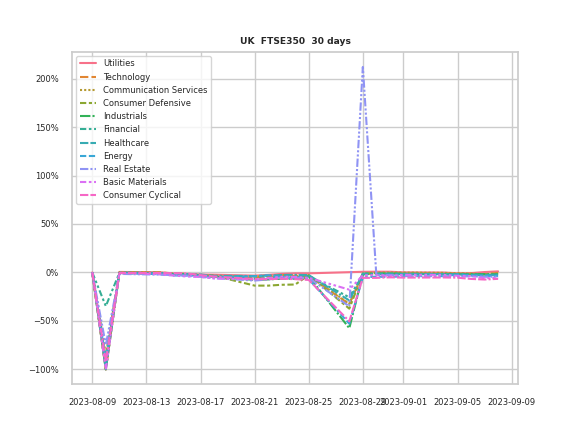 UK FTSE350 30 days
Utilities
Technology
Communication Services
Consumer Defensive
Industrials
Financial
Healthcare
Energy
Real Estate
Basic Materials
Consumer Cyclical
200%
150%
100%
50%
0%
−50%
−100%
2023-08-09 2023-08-13 2023-08-17 2023-08-21 2023-08-25 2023-08-29 2023-09-01 2023-09-05 2023-09-09